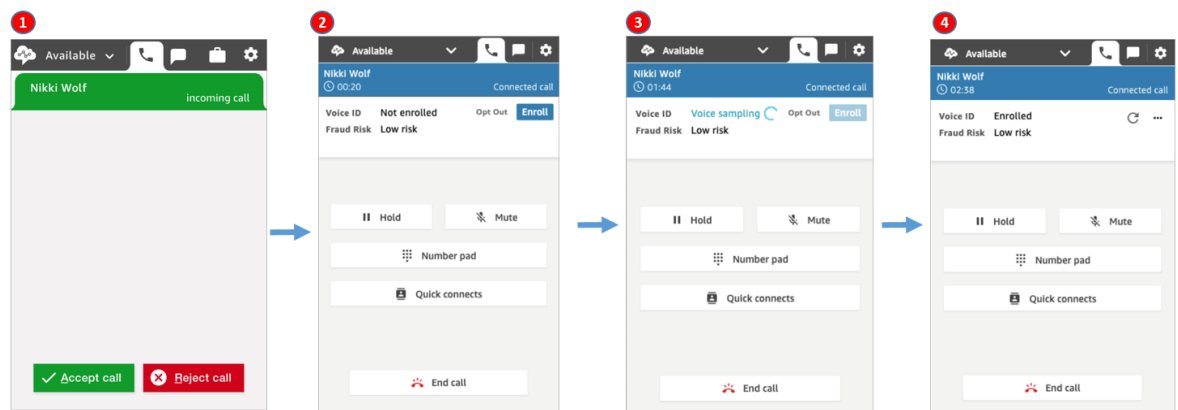 1
Available
Nikki Wolf
incoming call
Accept call
Reject call
2
Available
Nikki Wolf
00:20 Connected call
Voice ID Not enrolled Opt Out Enroll
Fraud Risk Low risk
Hold Mute
Number pad
Quick connects
End call
3
Available
Nikki Wolf
01:44 Connected call
Voice ID Voice sampling Opt Out Enroll
Fraud Risk Low risk
Hold Mute
Number pad
Quick connects
End call
4
Available
Nikki Wolf
02:38 Connected call
Voice ID Enrolled
Fraud Risk Low risk
Hold Mute
Number pad
Quick connects
End call